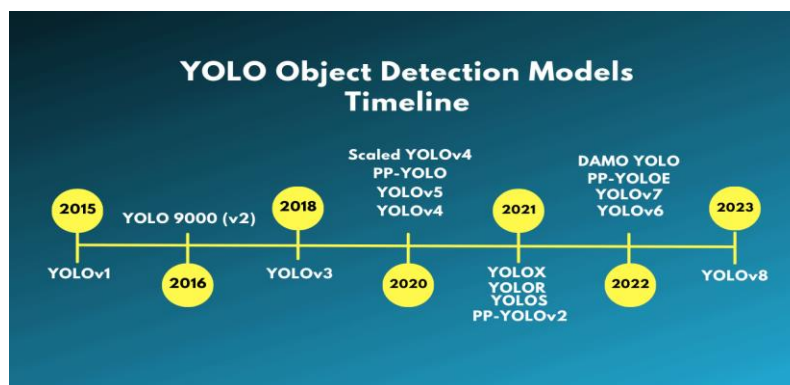 YOLO Object Detection Models
Timeline
2015
YOLOv1
YOLO 9000 (v2)
2016
2018
YOLOv3
Scaled YOLOv4
PP-YOLO
YOLOv5
YOLOv4
2020
2021
YOLOX
YOLOR
YOLOS
PP-YOLOv2
DAMO YOLO
PP-YOLOE
YOLOv7
YOLOv6
2022
2023
YOLOv8